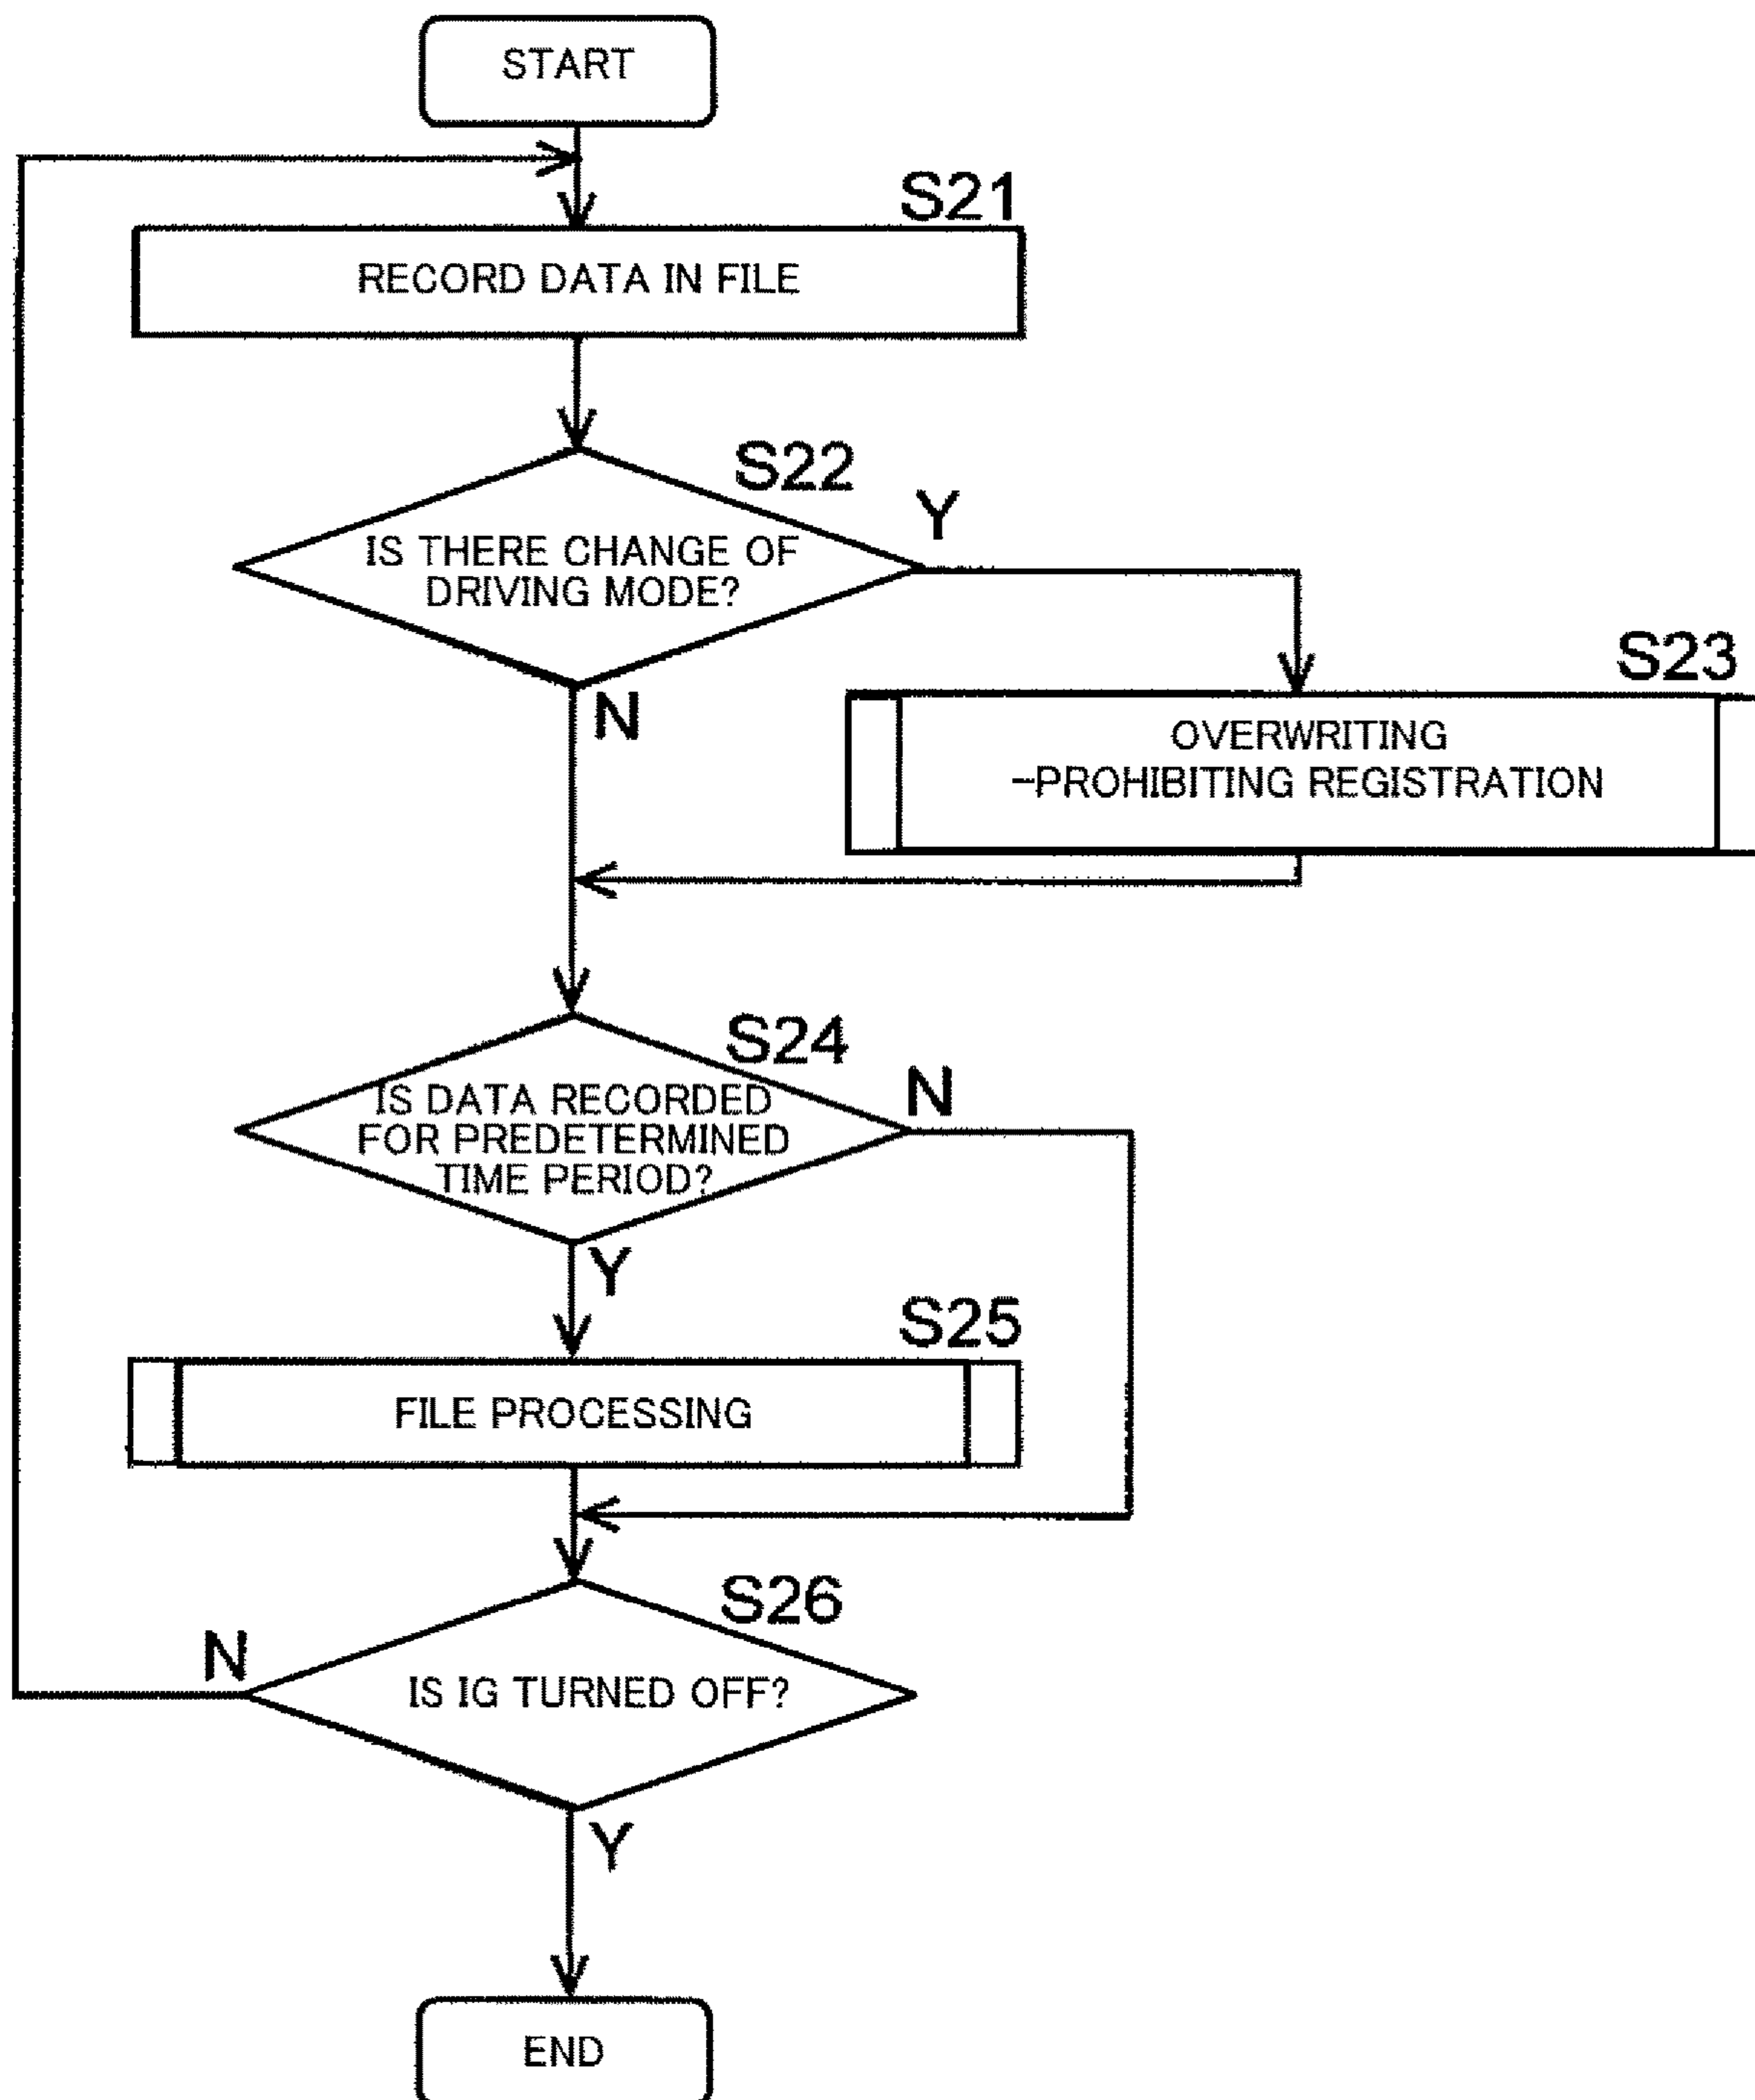 START
S21
RECORD DATA IN FILE
S22
Y
IS THERE CHANGE OF
DRIVING MODE?
N
S23
OVERWRITING
-PROHIBITING REGISTRATION
S24
N
IS DATA RECORDED
FOR PREDETERMINED
TIME PERIOD?
Y
S25
FILE PROCESSING
S26
N
IS IG TURNED OFF?
Y
END